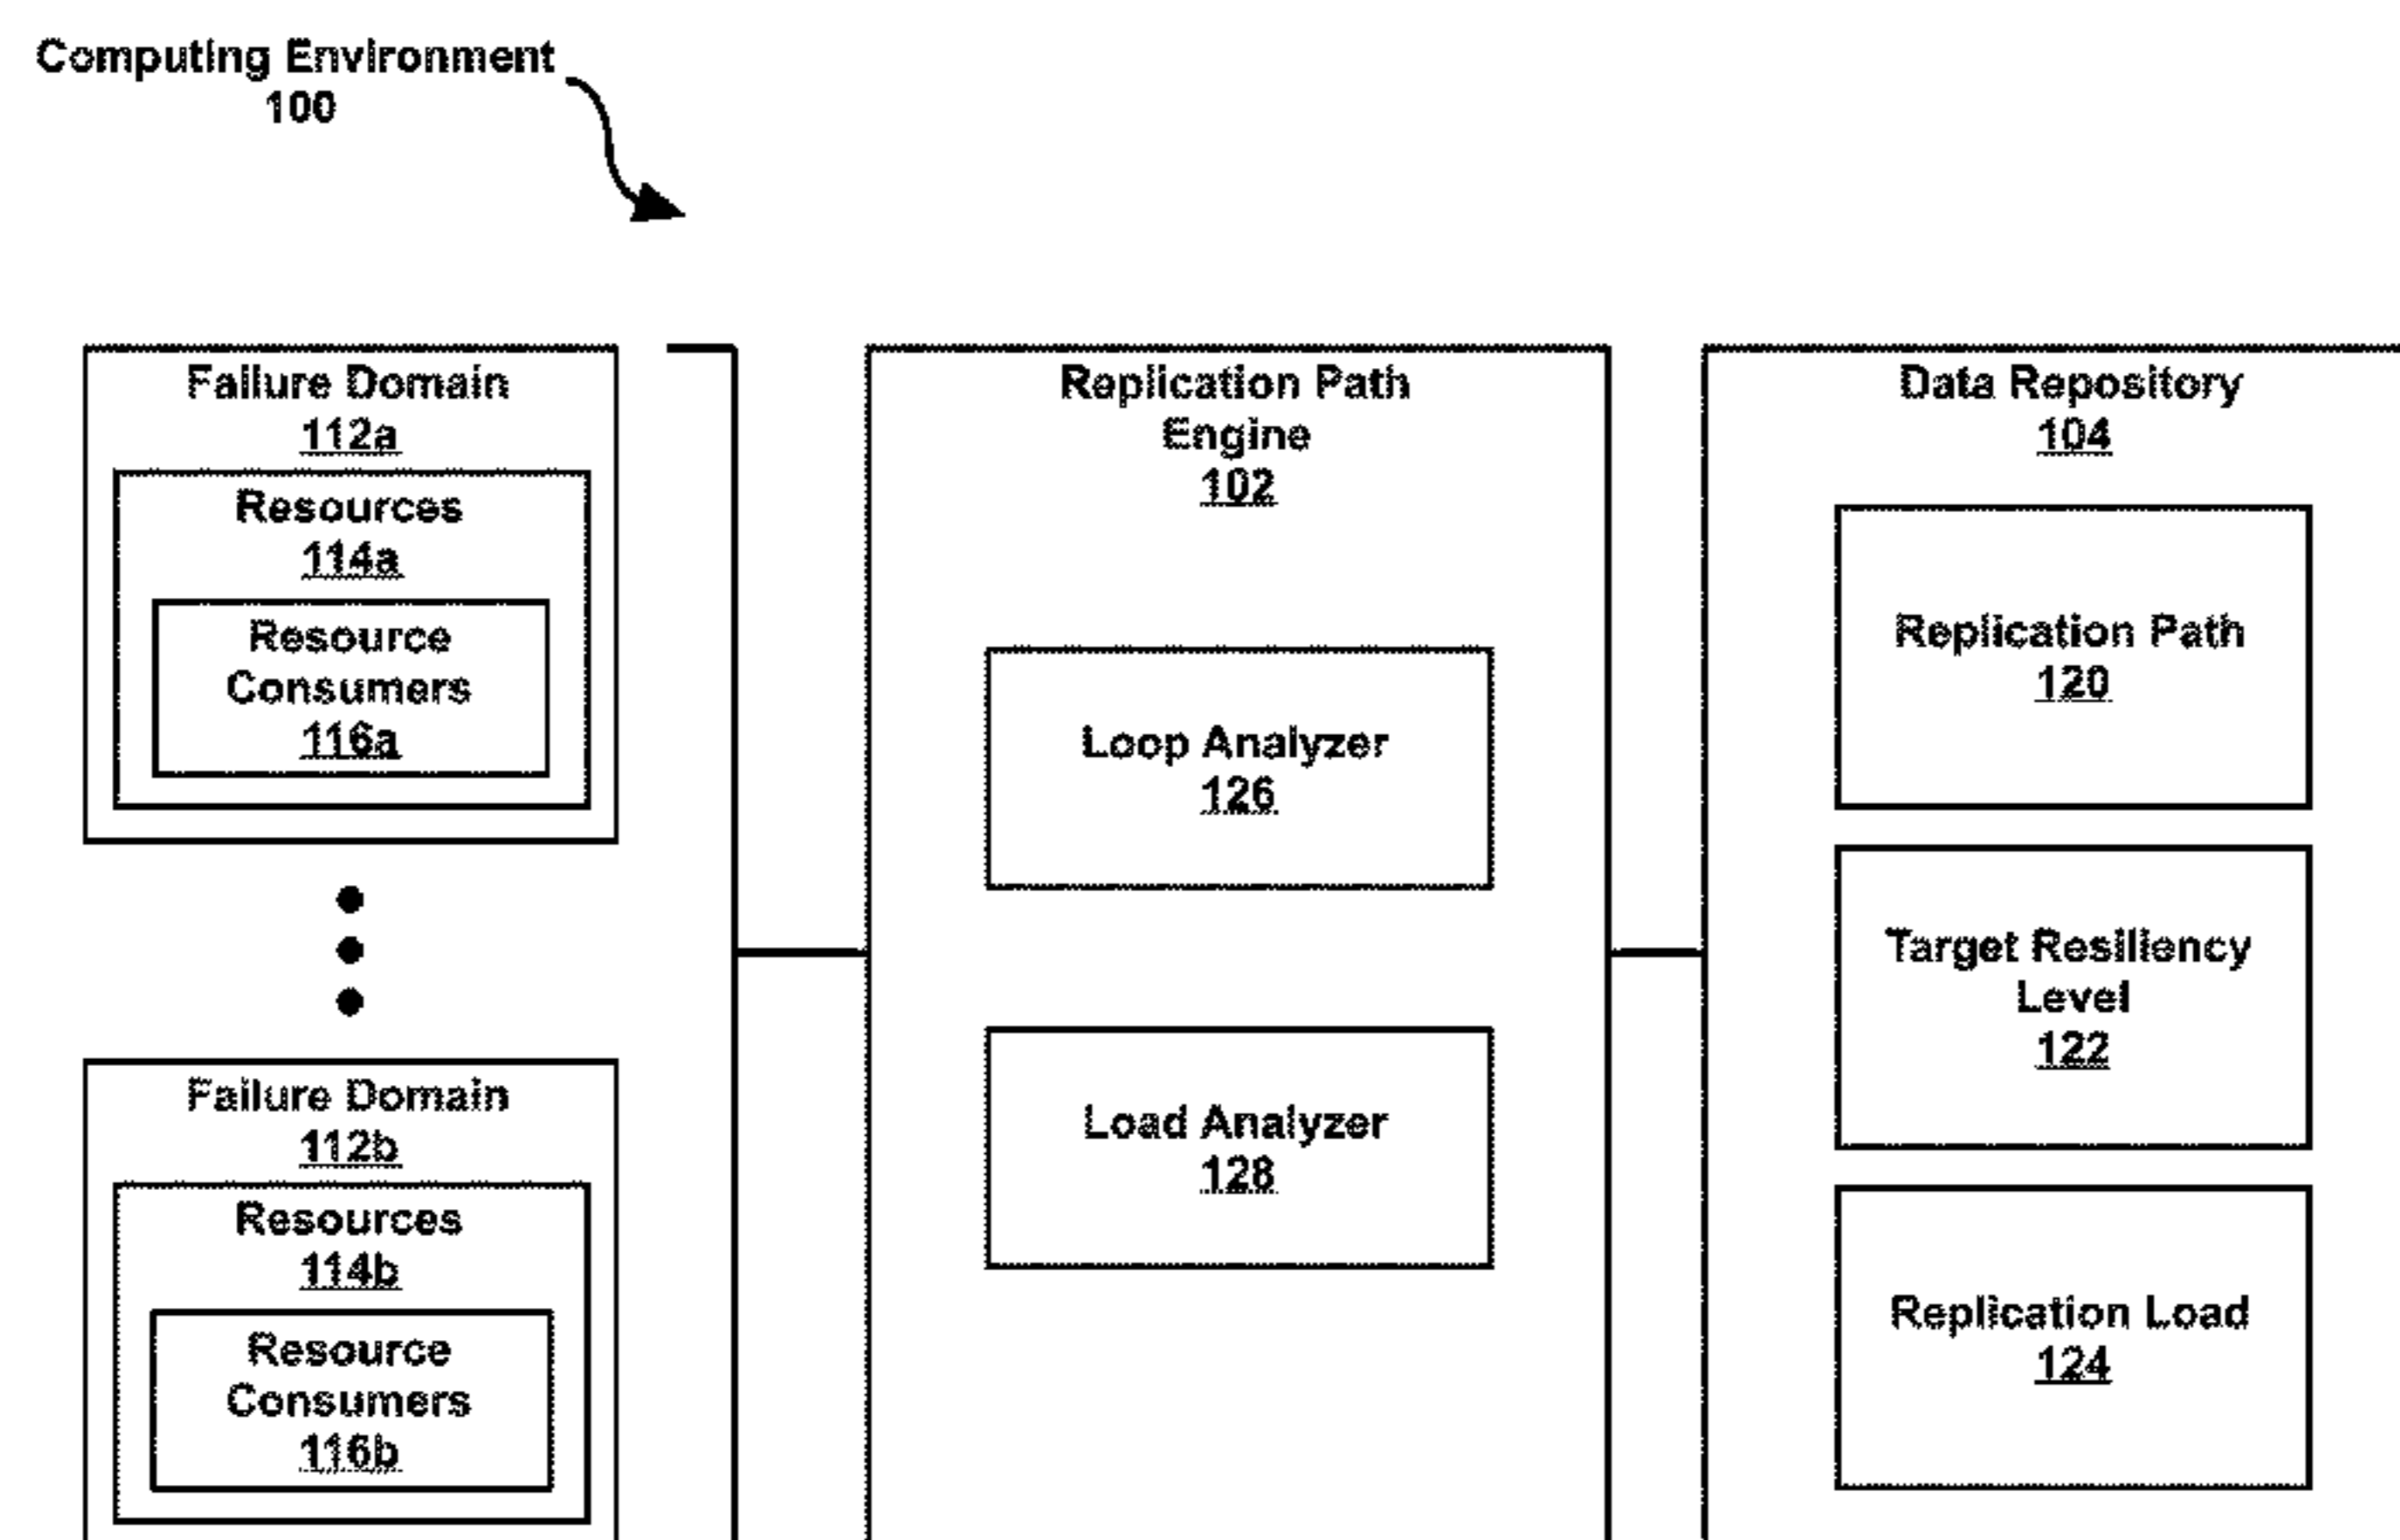 Computing Environment
100
Failure Domain
112a
Resources
114a
Resource
Consumers
116a
Failure Domain
112b
Resources
114b
Resource
Consumers
116b
Replication Path
Engine
102
Loop Analyzer
126
Load Analyzer
128
Data Repository
104
Replication Path
120
Target Resiliency
Level
122
Replication Load
124